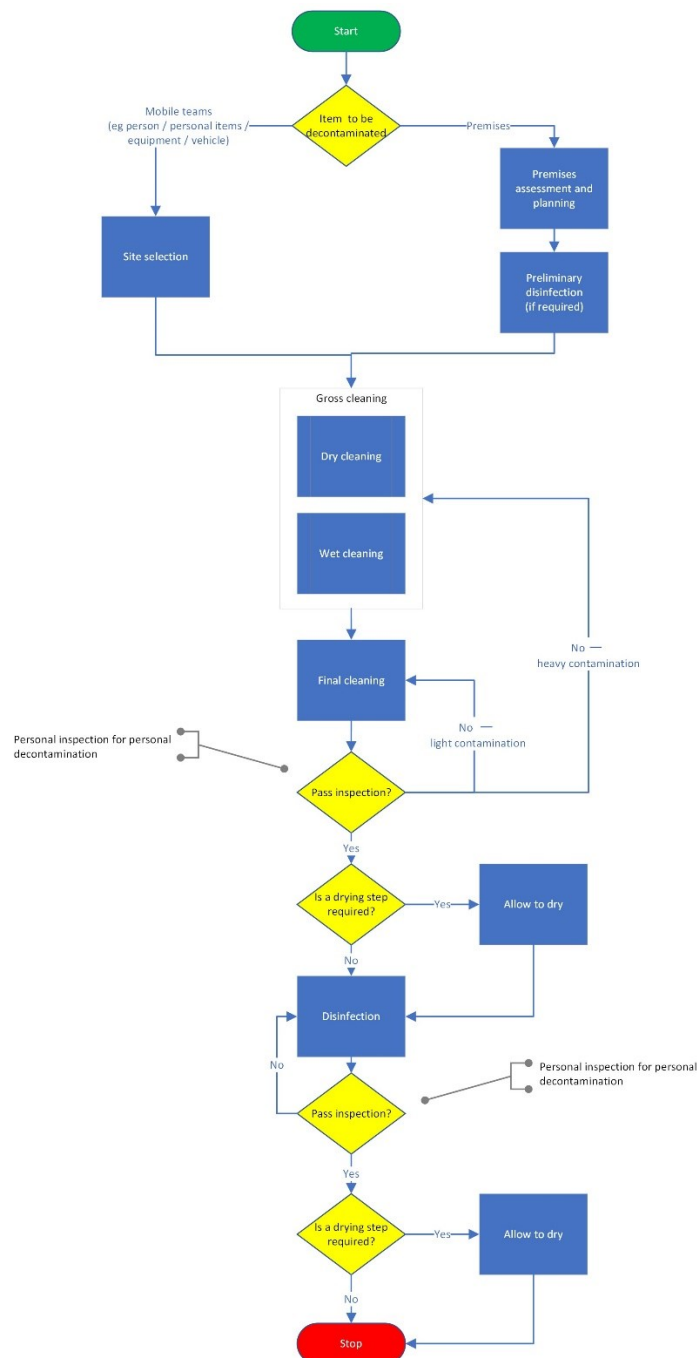 Start
Mobile teams
(eg person / personal items /
equipment / vehicle)
Item to be
decontaminated
Premises
Premises
assessment and
planning
Site selection
Preliminary
disinfection
(if required)
Gross cleaning
Dry cleaning
Wet cleaning
No —
heavy contamination
Final cleaning
No —
light contamination
Personal inspection for personal
decontamination
Pass inspection?
Yes
Is a drying step
required?
Yes
Allow to dry
No
Disinfection
No
Personal inspection for personal
decontamination
Pass inspection?
Yes
Is a drying step
required?
Yes
Allow to dry
No
Stop